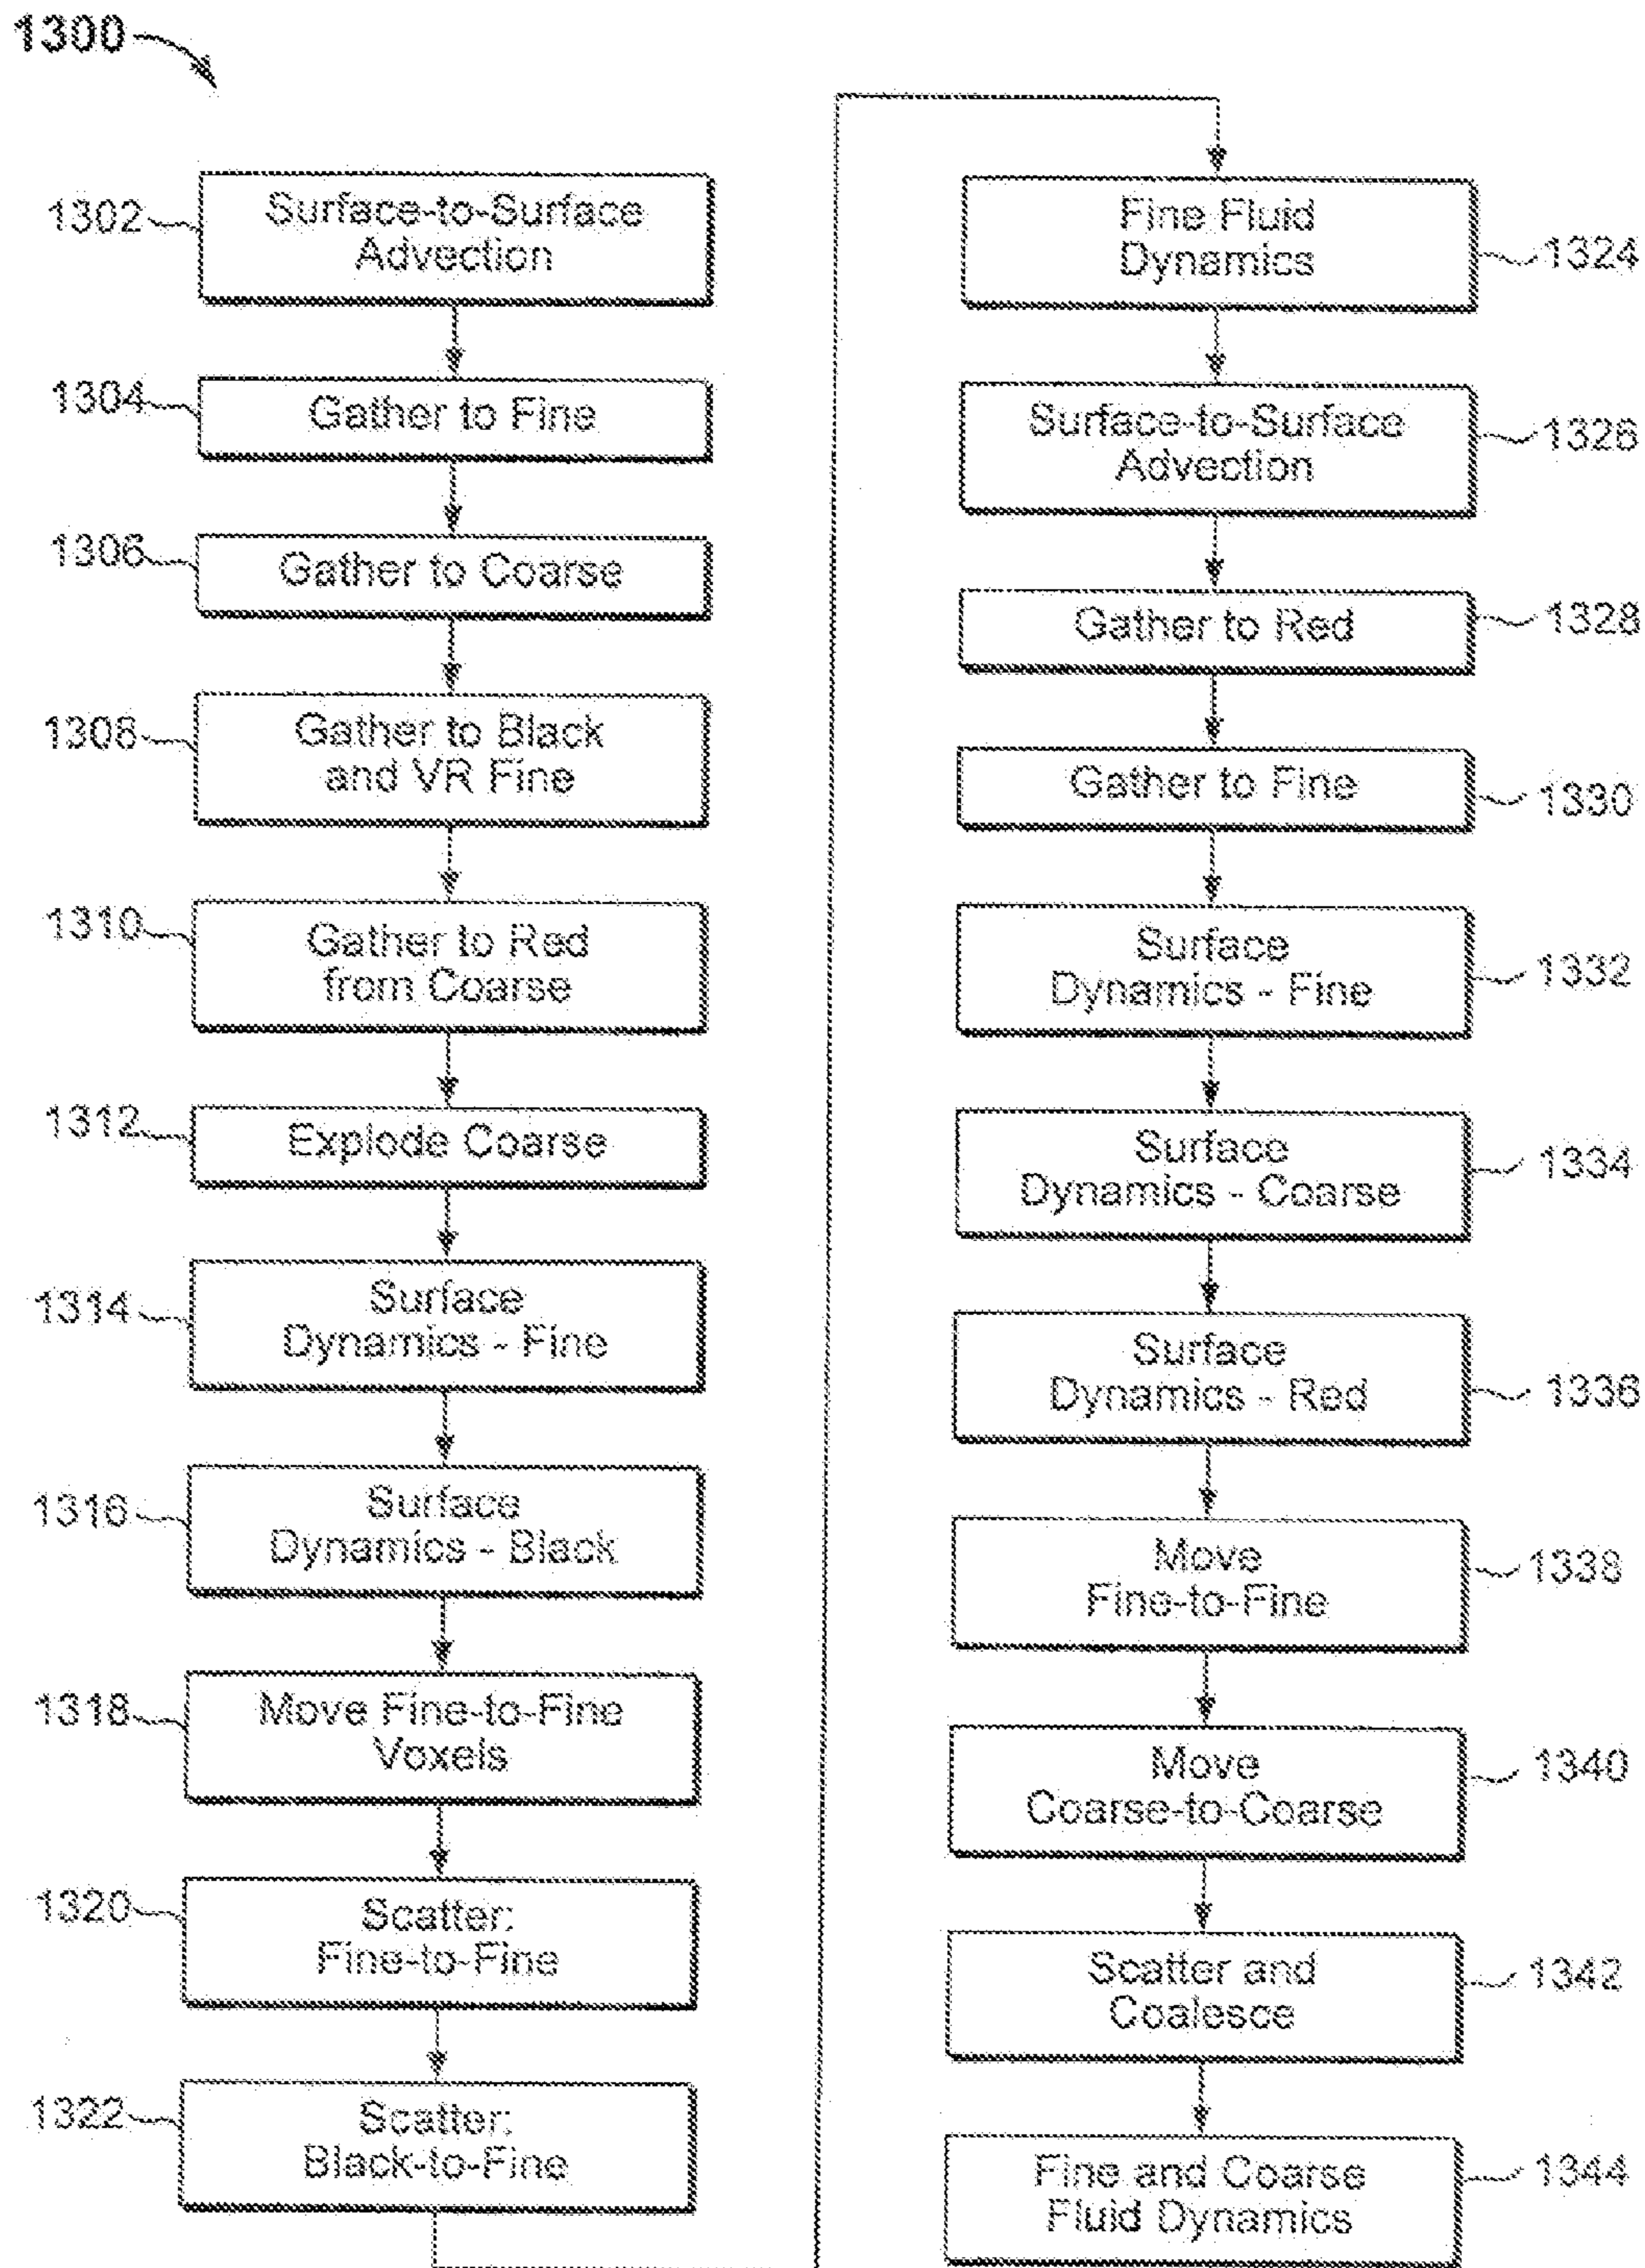 1300
1302
Surface-to-Surface
Advection
1304
Gather to Fine
1306
Gather to Coarse
1308
Gather to Black
and VR Fine
1310
Gather to Red
from Coarse
1312
Explode Coarse
1314
Surface
Dynamics - Fine
1316
Surface
Dynamics - Black
1318
Move Fine-to-Fine
Voxels
1320
Scatter:
Fine-to-Fine
1322
Scatter:
Black-to-Fine
Fine Fluid
Dynamics
1324
Surface-to-Surface
Advection
1326
Gather to Red
1328
Gather to Fine
1330
Surface
Dynamics - Fine
1332
Surface
Dynamics - Coarse
1334
Surface
Dynamics - Red
1336
Move
Fine-to-Fine
1338
Move
Coarse-to-Coarse
1340
Scatter and
Coalesce
1342
Fine and Coarse
Fluid Dynamics
1344